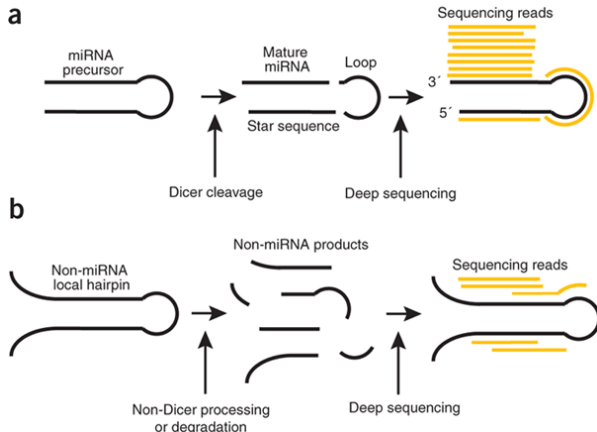 a
miRNA
precursor
Mature
miRNA
Loop
Star sequence
Dicer cleavage
Deep sequencing
Sequencing reads
3´
5´
b
Non-miRNA
local hairpin
Non-miRNA products
Non-Dicer processing
or degradation
Deep sequencing
Sequencing reads